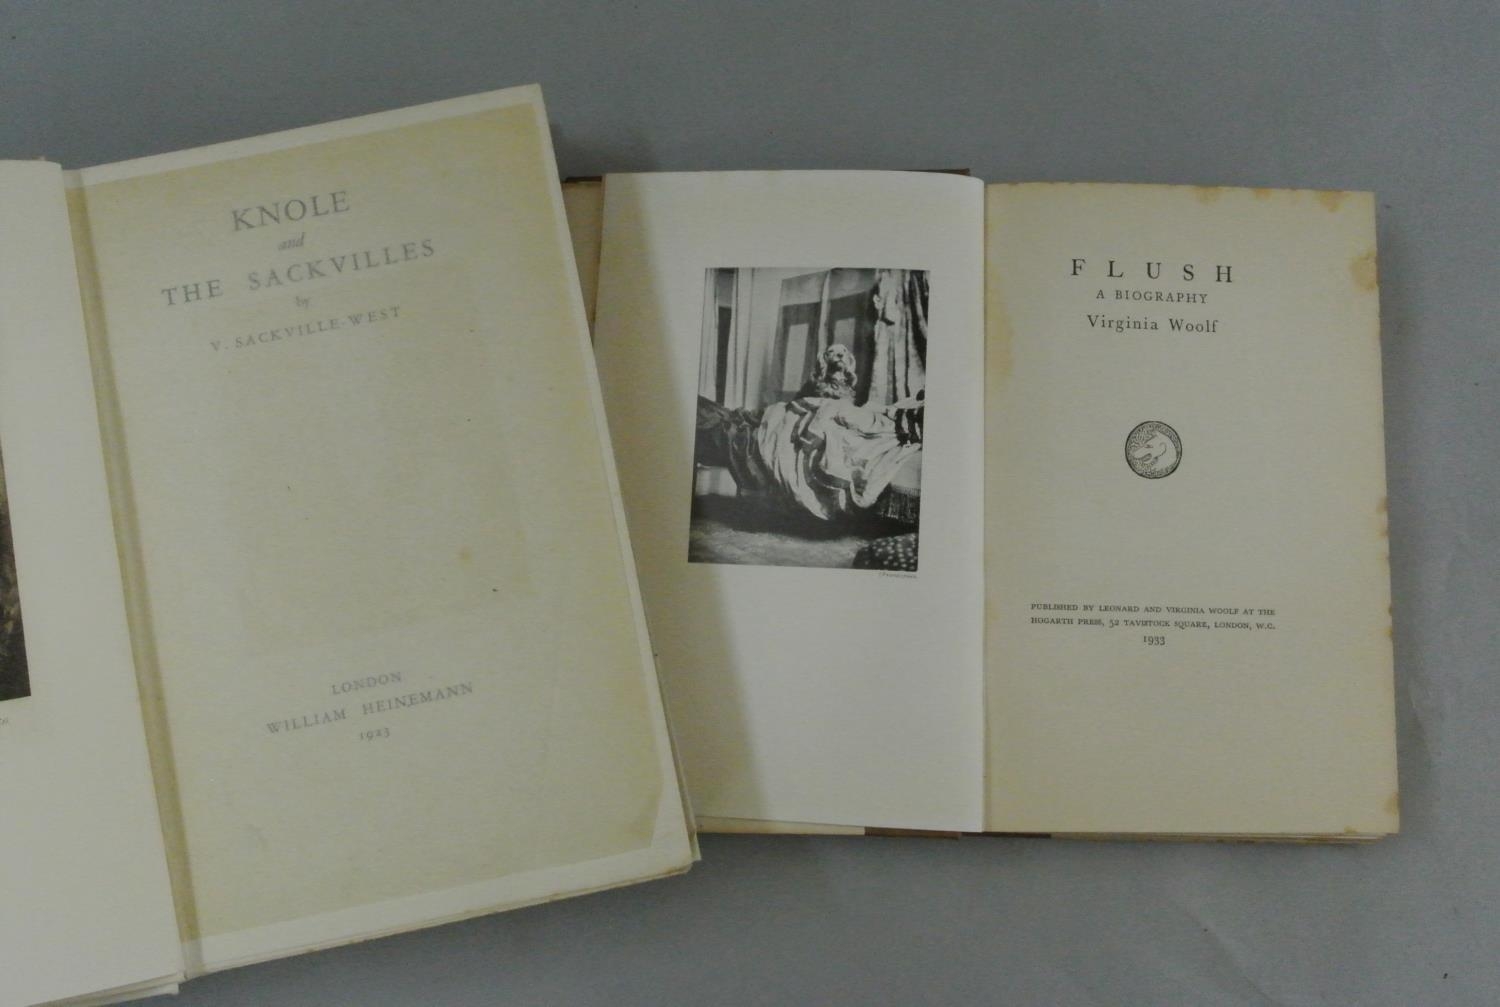 KNOLE
and
THE SACKVILLES
by
V. SACKVILLE-WEST
LONDON
WILLIAM HEINEMANN
1923
FLUSH
A BIOGRAPHY
Virginia Woolf
PUBLISHED BY LEONARD AND VIRGINIA WOOLF AT THE
HOGARTH PRESS, 52 TAVISTOCK SQUARE, LONDON, W.C.
1933